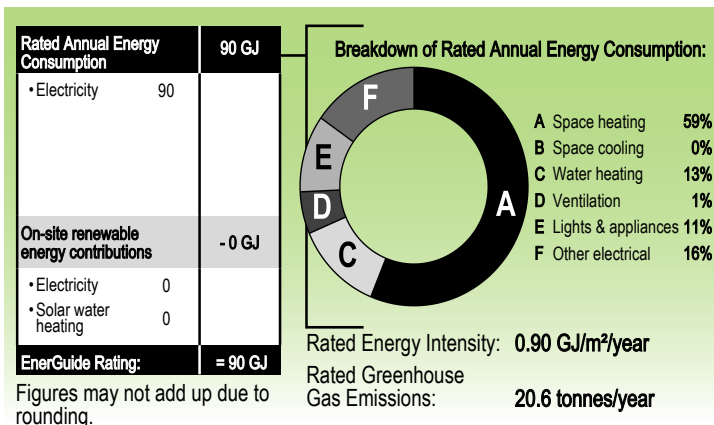 Rated Annual Energy
Consumption
90 GJ
• Electricity 90
On-site renewable
energy contributions
- 0 GJ
• Electricity 0
• Solar water
heating
0
EnerGuide Rating: = 90 GJ
Figures may not add up due to
rounding.
Breakdown of Rated Annual Energy Consumption:
F
E
D
C
A
A Space heating 59%
B Space cooling 0%
C Water heating 13%
D Ventilation 1%
E Lights & appliances 11%
F Other electrical 16%
Rated Energy Intensity: 0.90 GJ/m²/year
Rated Greenhouse
Gas Emissions: 20.6 tonnes/year